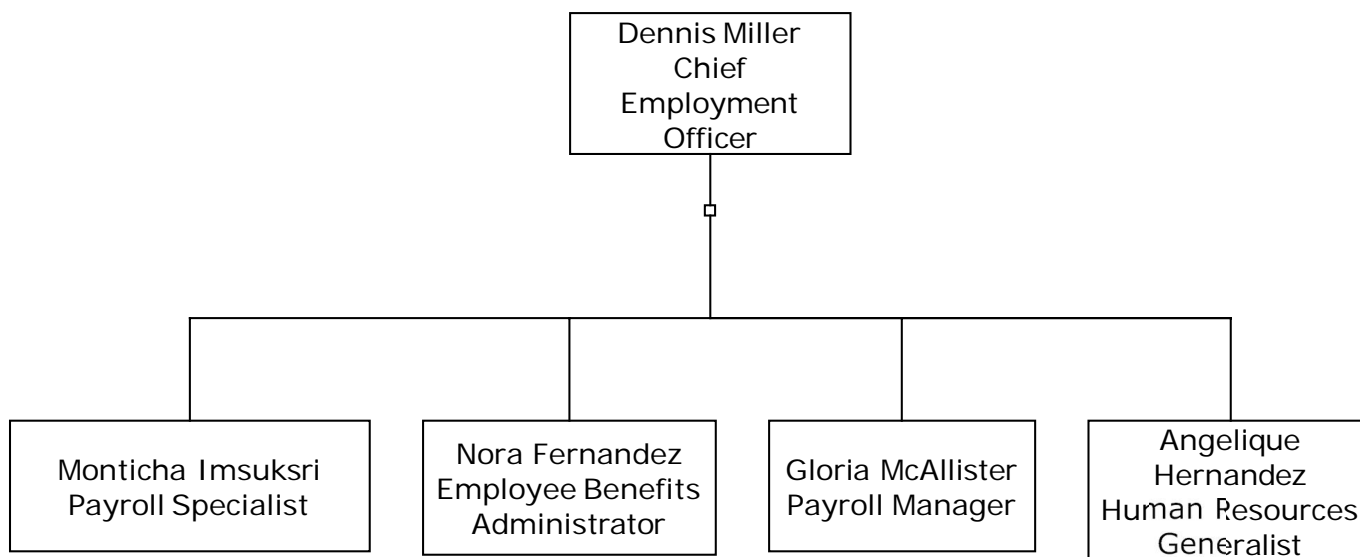 Dennis Miller
Chief
Employment
Officer
Monticha Imsuksri
Payroll Specialist
Nora Fernandez
Employee Benefits
Administrator
Gloria McAllister
Payroll Manager
Angelique
Hernandez
Human Resources
Generalist